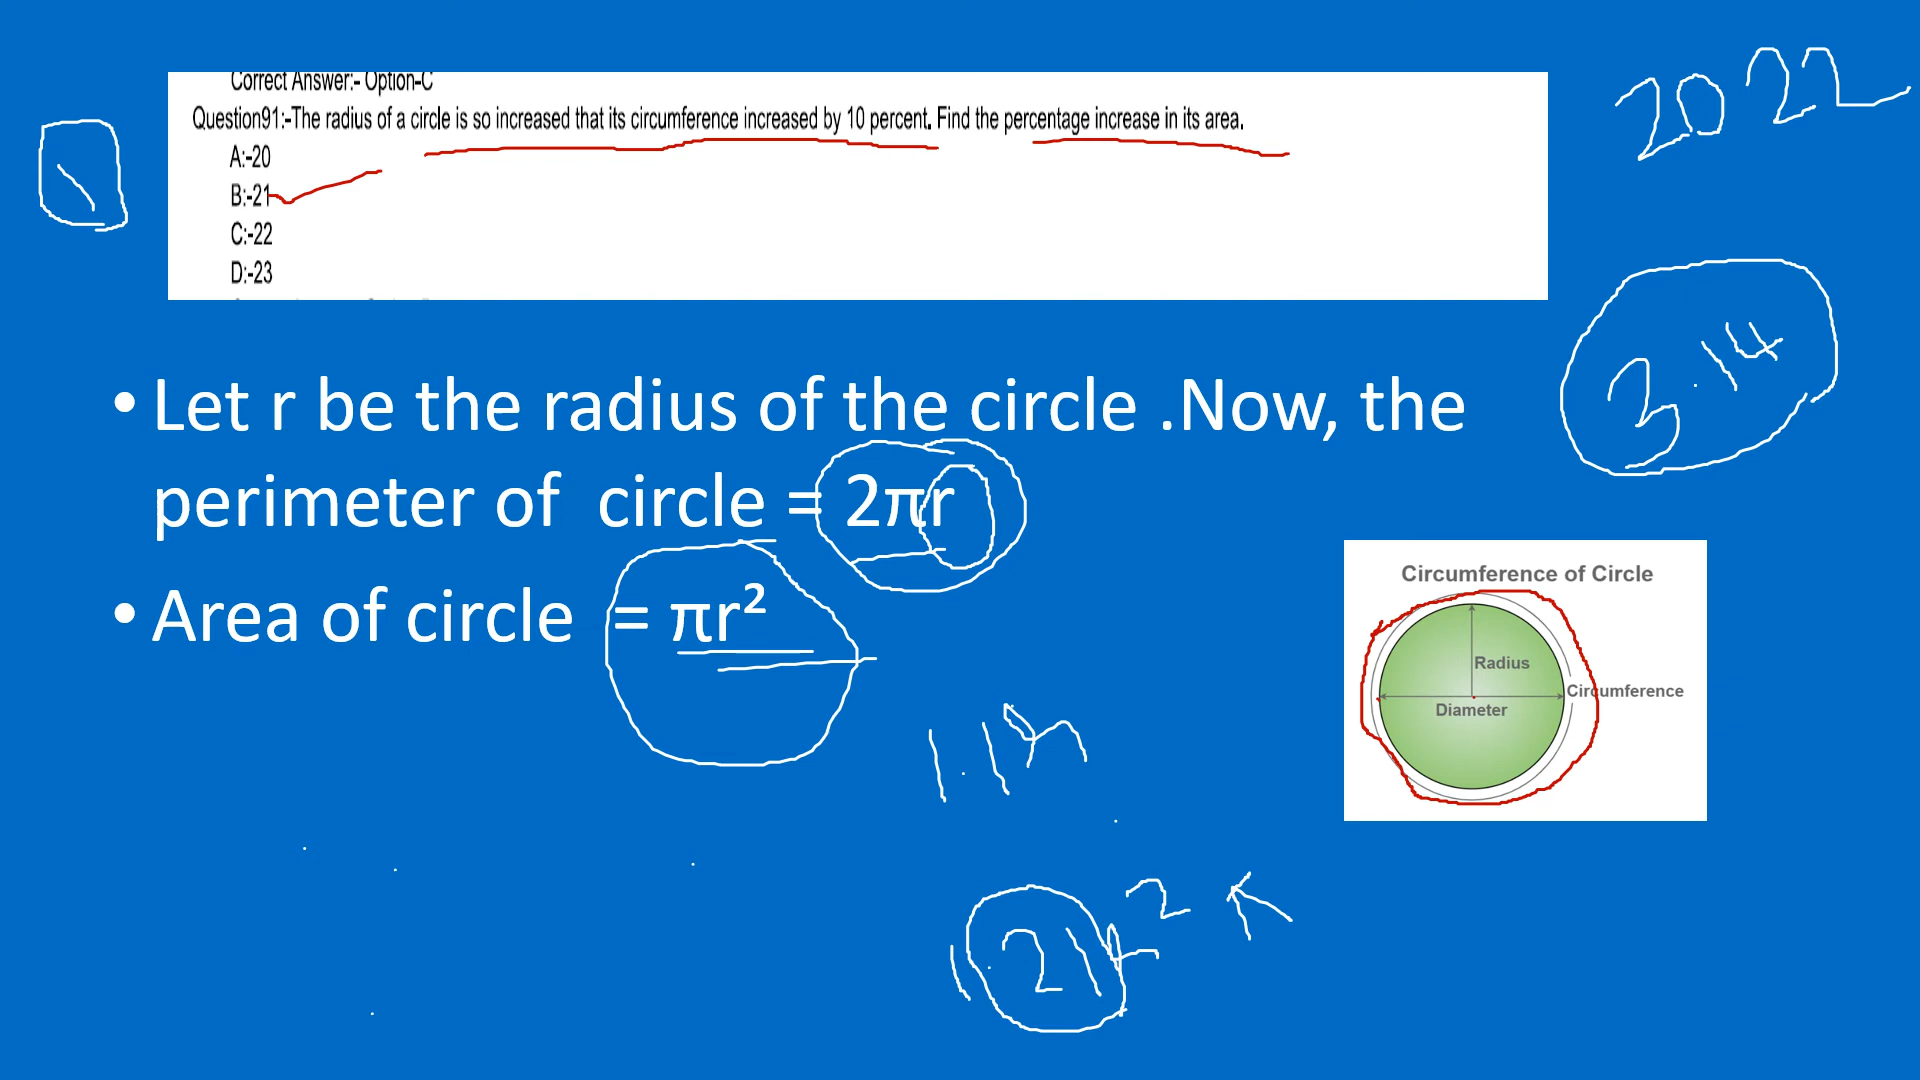 2022
Correct Answer:- Option-C
Question91:-The radius of a circle is so increased that its circumference increased by 10 percent. Find the percentage increase in its area.
A:-20
B:-21
C:-22
D:-23
3.14
• Let r be the radius of the circle .Now, the
perimeter of circle = 2πr
• Area of circle = πr²
Circumference of Circle
Radius
Circumference
Diameter
1.1r
1.21r²